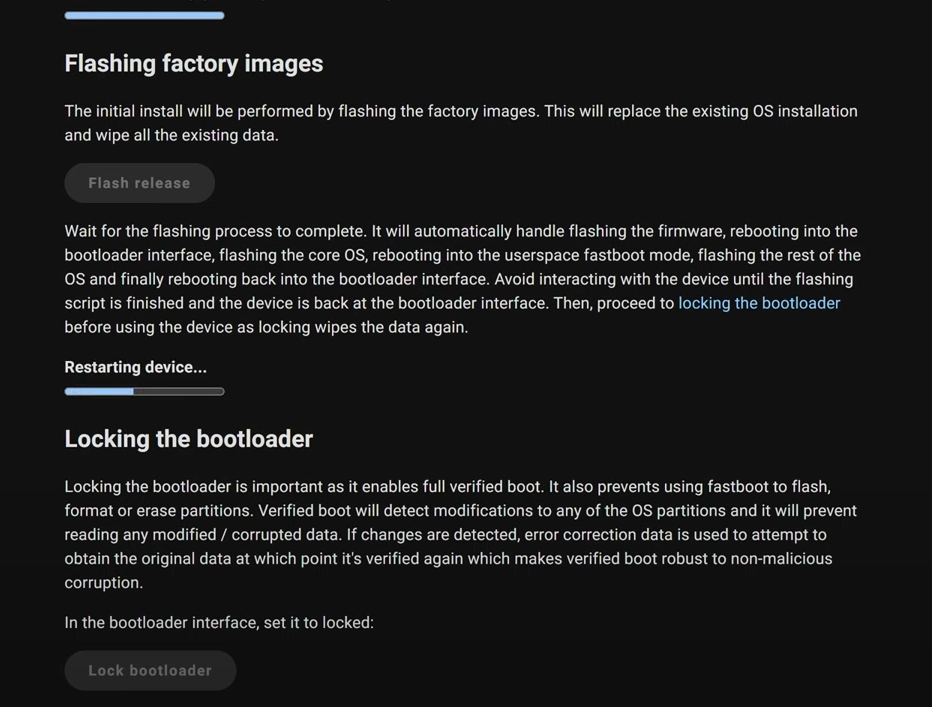 Flashing factory images
The initial install will be performed by flashing the factory images. This will replace the existing OS installation
and wipe all the existing data.
Flash release
Wait for the flashing process to complete. It will automatically handle flashing the firmware, rebooting into the
bootloader interface, flashing the core OS, rebooting into the userspace fastboot mode, flashing the rest of the
OS and finally rebooting back into the bootloader interface. Avoid interacting with the device until the flashing
script is finished and the device is back at the bootloader interface. Then, proceed to locking the bootloader
before using the device as locking wipes the data again.
Restarting device...
Locking the bootloader
Locking the bootloader is important as it enables full verified boot. It also prevents using fastboot to flash,
format or erase partitions. Verified boot will detect modifications to any of the OS partitions and it will prevent
reading any modified / corrupted data. If changes are detected, error correction data is used to attempt to
obtain the original data at which point it's verified again which makes verified boot robust to non-malicious
corruption.
In the bootloader interface, set it to locked:
Lock bootloader